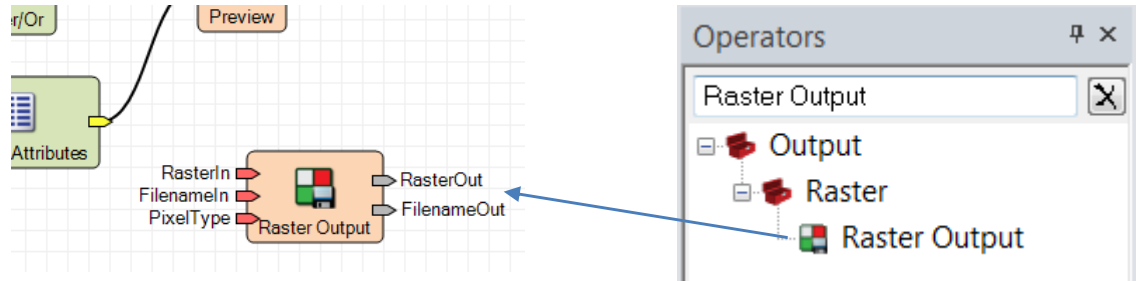 r/Or
Preview
Attributes
RasterIn
FilenameIn
PixelType
Raster Output
RasterOut
FilenameOut
Operators
Raster Output
Output
Raster
Raster Output